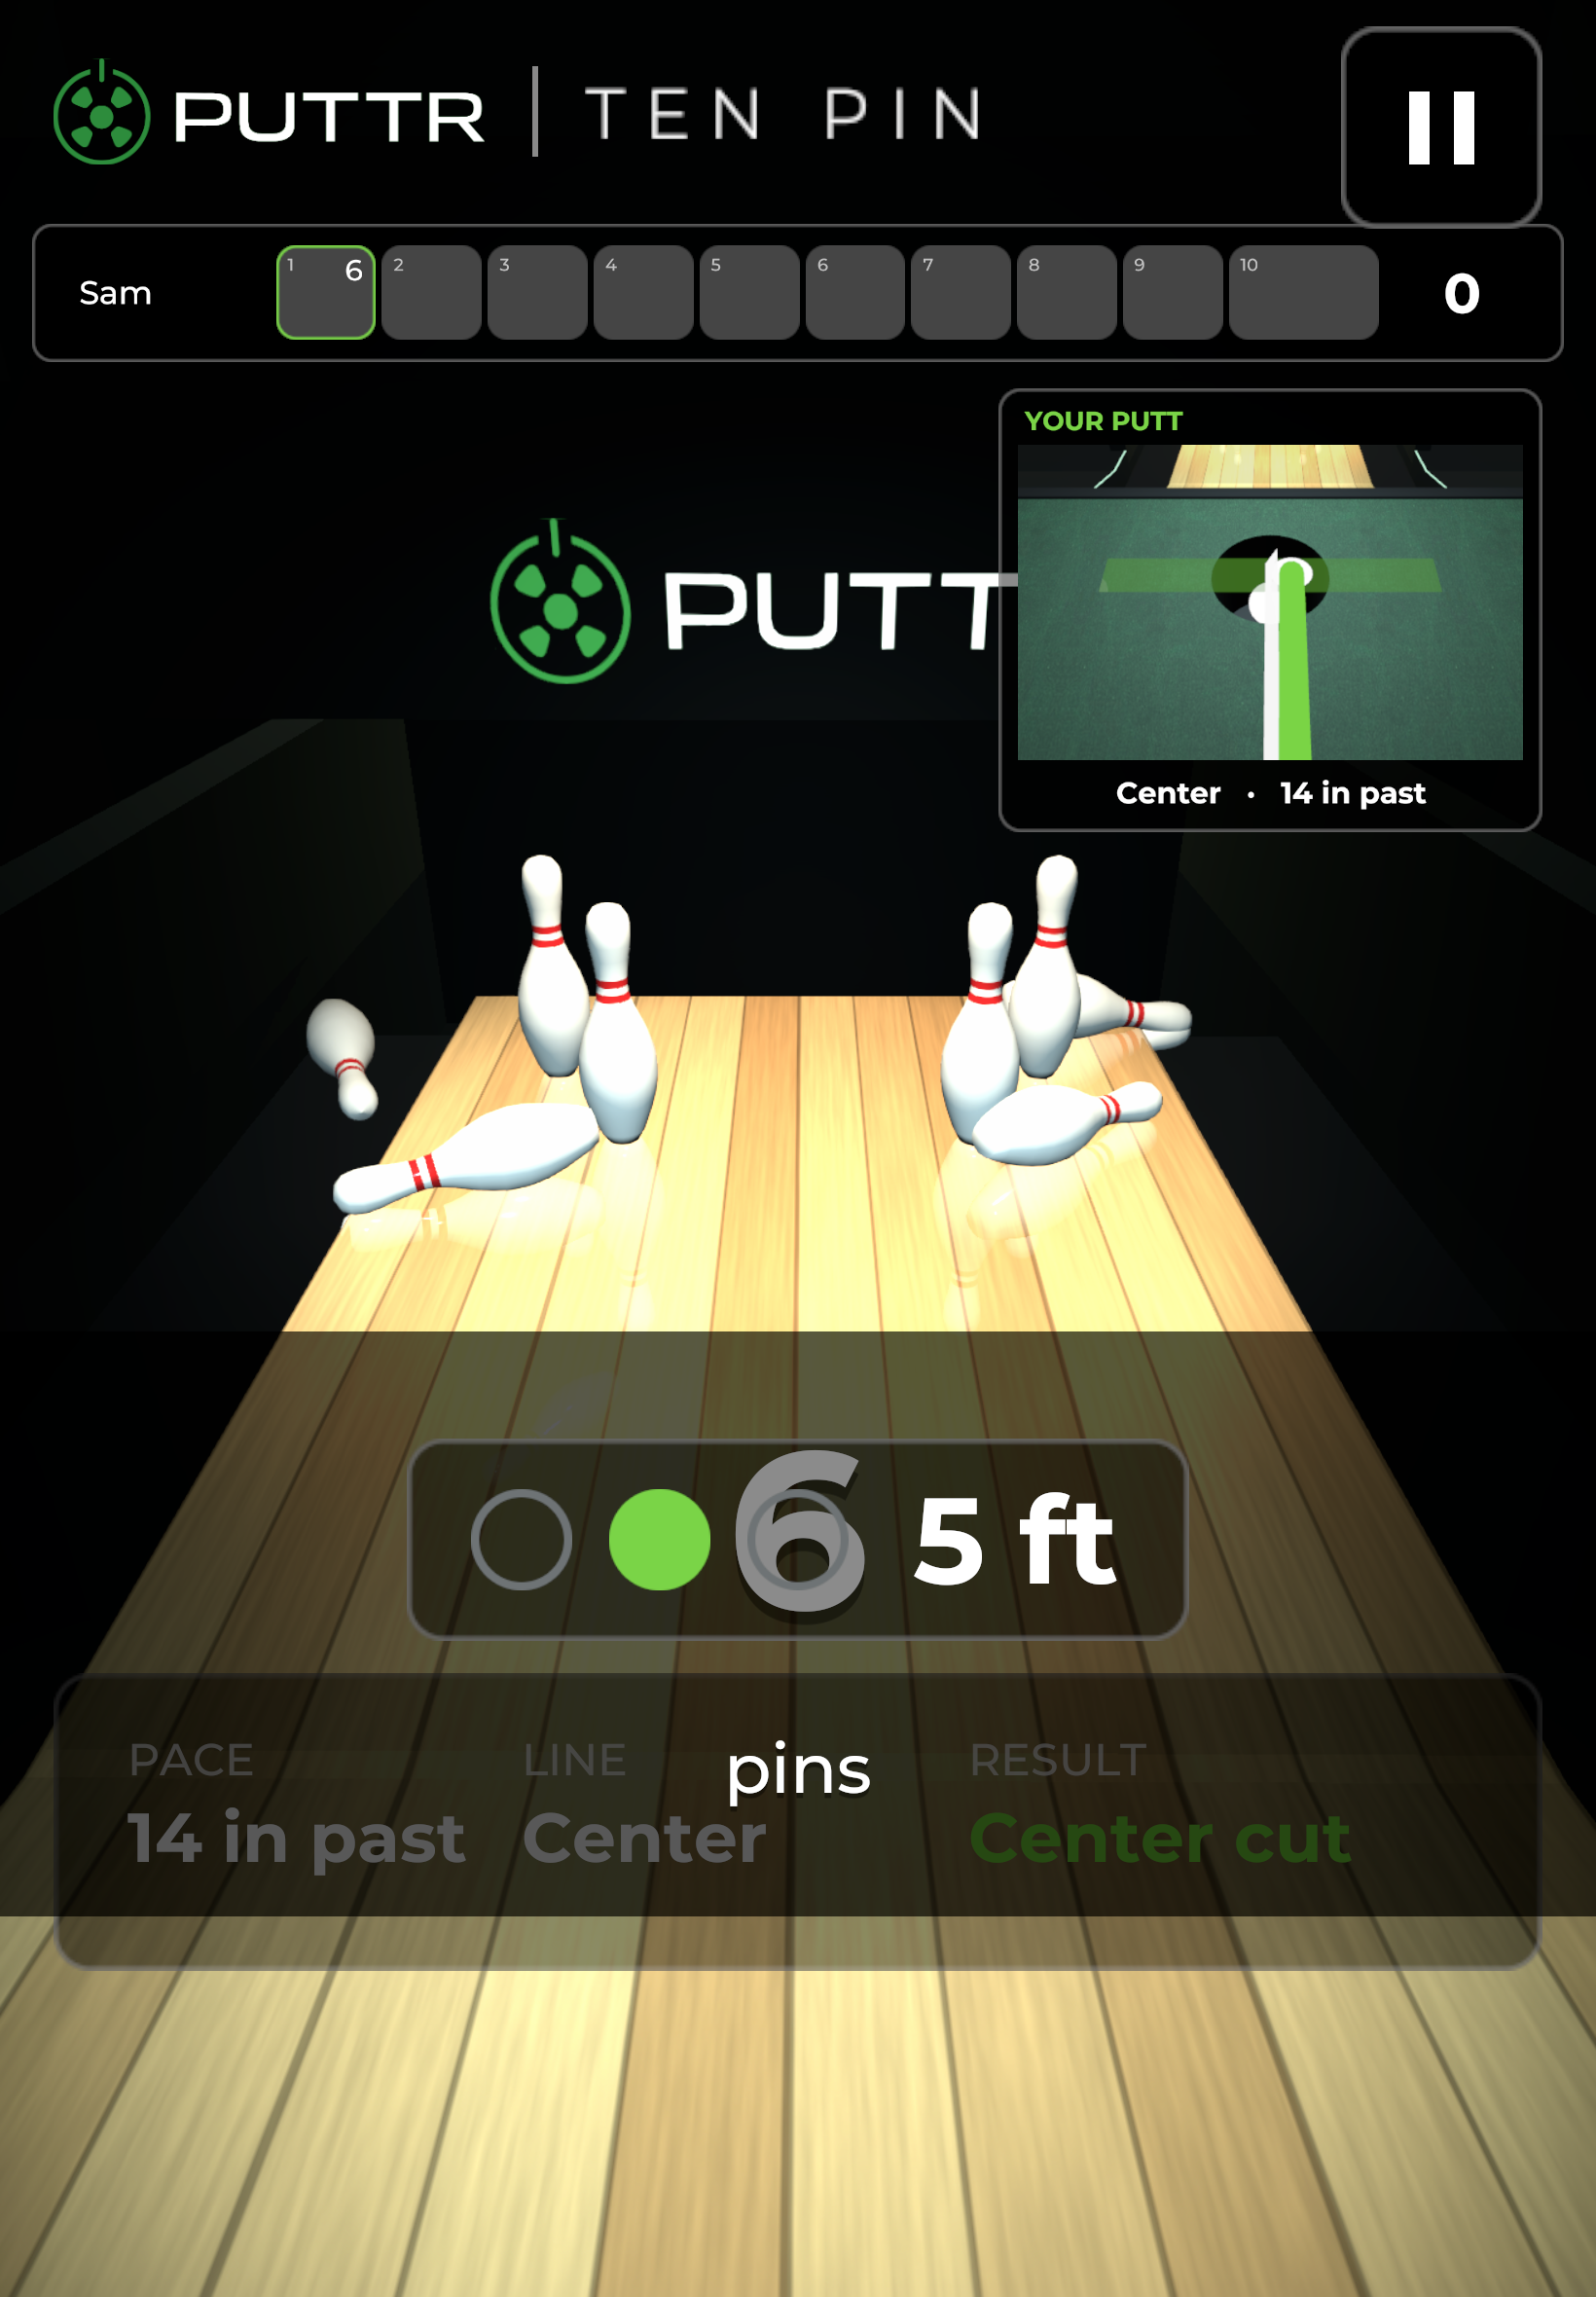 PUTTR | TEN PIN
Sam
1 6 2 3 4 5 6 7 8 9 10
0
YOUR PUTT
PUTT
Center · 14 in past
6
5 ft
pins
PACE LINE RESULT
14 in past Center Center cut